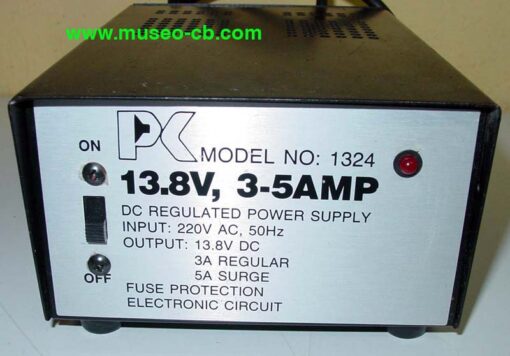 www.museo-cb.com
ON
PC
MODEL NO: 1324
13.8V, 3-5AMP
DC REGULATED POWER SUPPLY
INPUT: 220V AC, 50Hz
OUTPUT: 13.8V DC
3A REGULAR
5A SURGE
OFF
FUSE PROTECTION
ELECTRONIC CIRCUIT